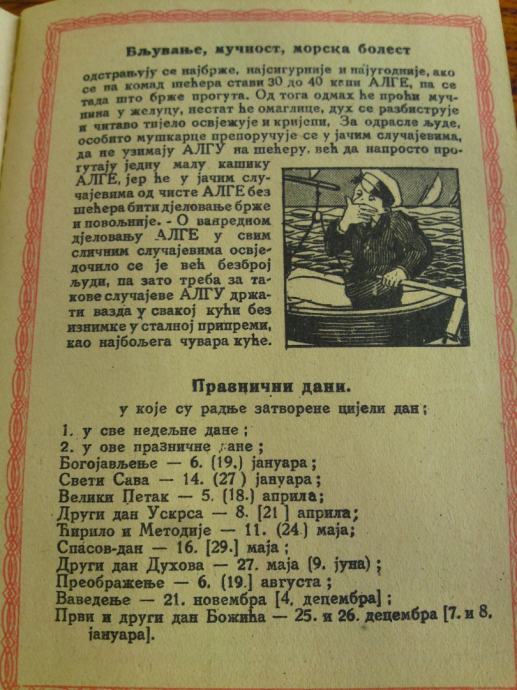 Бљување, мучност, морска болест
одстрањују се најбрже, најсигурније и најугодније, ако
се на комад шећера стави 30 до 40 кепи АЛГЕ, па се
тада што брже прогута. Од тога одмах ће проћи муч-
нина у желуцу, нестат ће омаглице, дух се разбиструје
и читаво тијело освежује и кријепи. За одрасле људе,
особито мушкарце препоручује се у јачим случајевима,
да не узимају АЛГУ на шећеру, већ да напросто про-
гутају једну малу кашику
АЛГЕ, јер ће у јачим слу-
чајевима од чисте АЛГЕ без
шећера бити дјеловање брже
и повољније. - О ванредном
дјеловању АЛГЕ у свим
сличним случајевима освје-
дочило се је већ безброј
људи, па зато треба за та-
кове случајеве АЛГУ држа-
ти вазда у свакој кући без
изнимке у сталној припреми,
као најбољега чувара куће.
Празнични дани.
у које су радње затворене цијели дан;
1. у све недељне дане;
2. у ове празничне дане;
Богојављење — 6. (19.) јануара;
Свети Сава — 14. (27) јануара;
Велики Петак — 5. (18.) априла;
Други дан Ускрса — 8. [21] априла;
Ћирило и Методије — 11. (24) маја;
Спасов-дан — 16. [29.] маја;
Други дан Духова — 27. маја (9. јуна);
Преображење — 6. (19.] августа;
Ваведење — 21. новембра [4. децембра];
Први и други дан Божића — 25. и 26. децембра [7. и 8.
јануара].